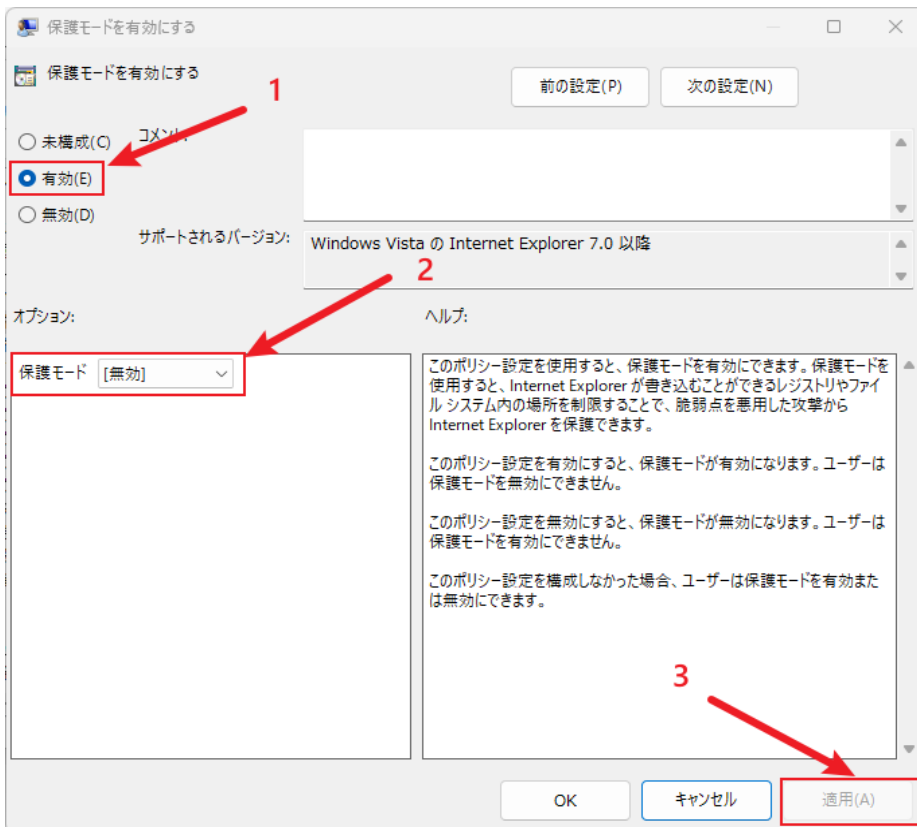 保護モードを有効にする
保護モードを有効にする
1
前の設定(P)
次の設定(N)
未構成(C)
コメント:
有効(E)
無効(D)
サポートされるバージョン:
Windows Vista の Internet Explorer 7.0 以降
2
オプション:
ヘルプ:
保護モード [無効]
このポリシー設定を使用すると、保護モードを有効にできます。保護モードを
使用すると、Internet Explorer が書き込むことができるレジストリやファイ
ル システム内の場所を制限することで、脆弱点を悪用した攻撃から
Internet Explorer を保護できます。
このポリシー設定を有効にすると、保護モードが有効になります。ユーザーは
保護モードを無効にできません。
このポリシー設定を無効にすると、保護モードが無効になります。ユーザーは
保護モードを有効にできません。
このポリシー設定を構成しなかった場合、ユーザーは保護モードを有効また
は無効にできます。
3
OK
キャンセル
適用(A)